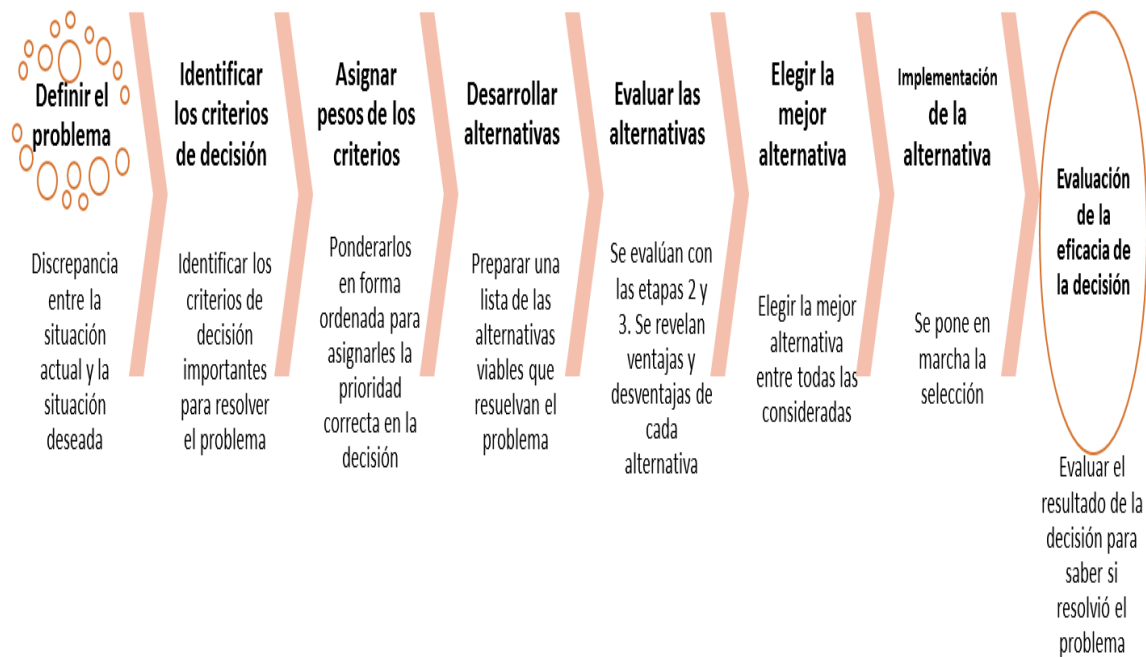 Definir el
problema
Discrepancia
entre la
situación
actual y la
situación
deseada
Identificar
los criterios
de decisión
Identificar los
criterios de
decisión
importantes
para resolver
el problema
Asignar
pesos de los
criterios
Ponderarlos
en forma
ordenada para
asignarles la
prioridad
correcta en la
decisión
Desarrollar
alternativas
Preparar una
lista de las
alternativas
viables que
resuelvan el
problema
Evaluar las
alternativas
Se evalúan con
las etapas 2 y
3. Se revelan
ventajas y
desventajas de
cada
alternativa
Elegir la
mejor
alternativa
Elegir la mejor
alternativa
entre todas las
consideradas
Implementación
de la
alternativa
Se pone en
marcha la
selección
Evaluación
de la
eficacia de
la decisión
Evaluar el
resultado de la
decisión para
saber si
resolvió el
problema